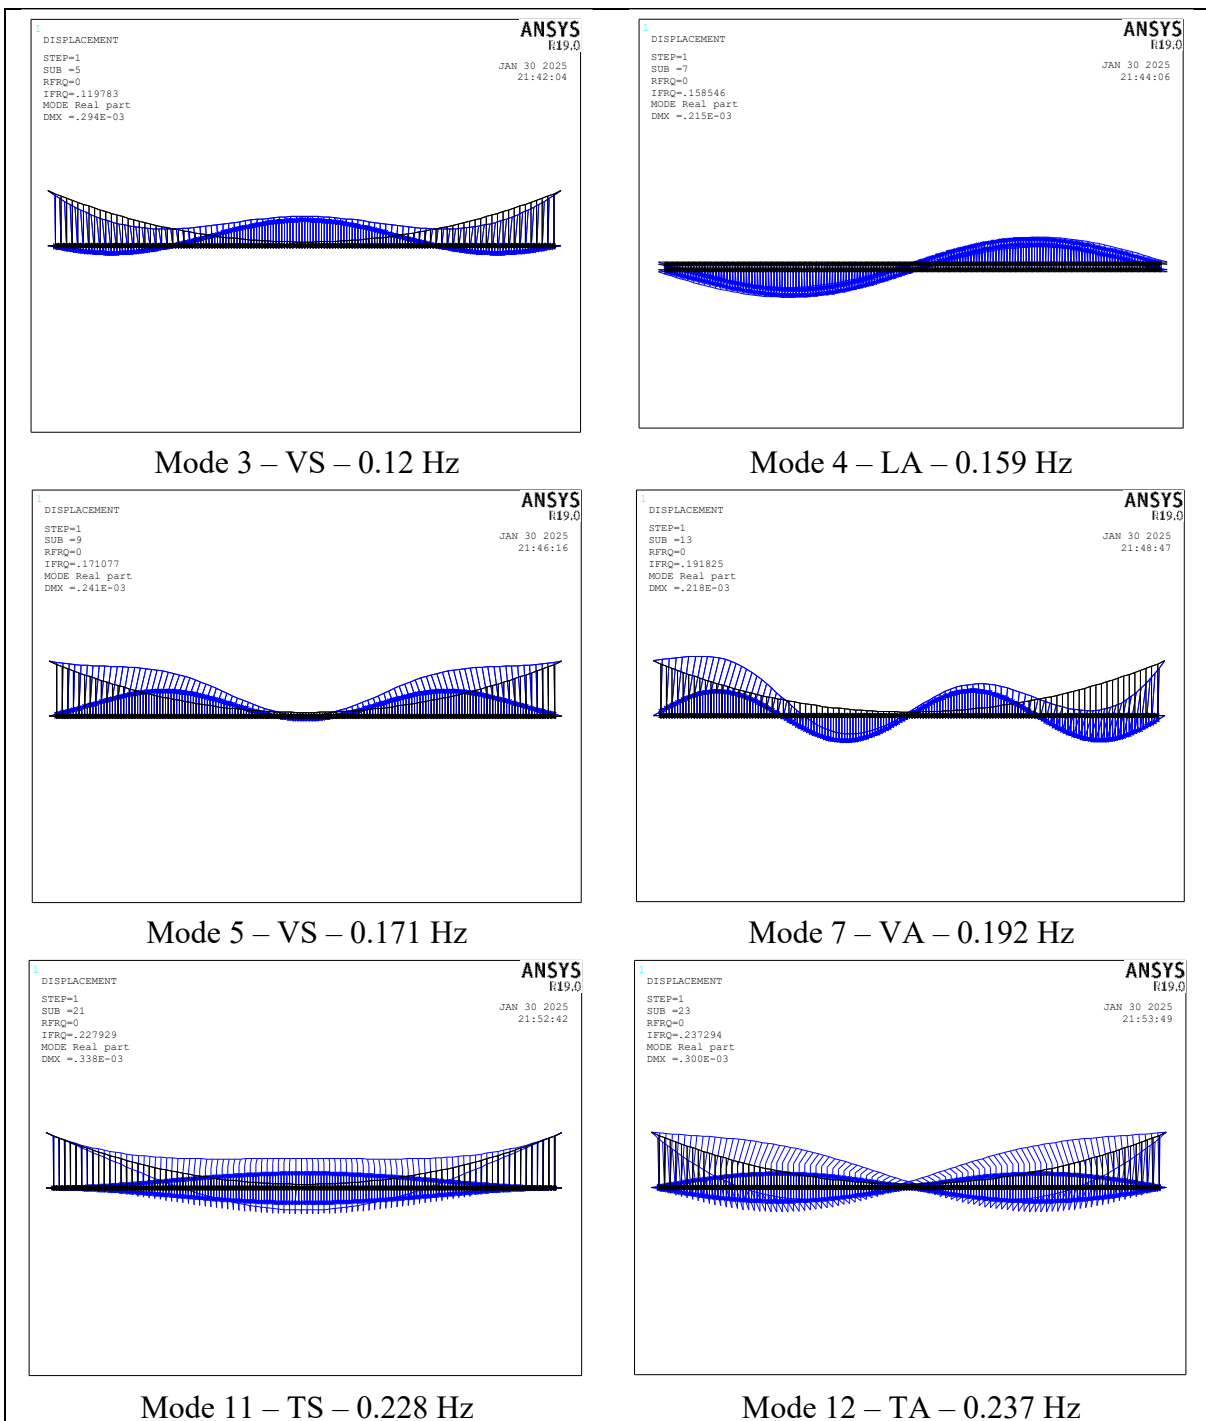 1
DISPLACEMENT
STEP=1
SUB =5
RFRQ=0
IFRQ=.119783
MODE Real part
DMX =.294E-03
ANSYS
R19.0
JAN 30 2025
21:42:04
Mode 3 – VS – 0.12 Hz
1
DISPLACEMENT
STEP=1
SUB =7
RFRQ=0
IFRQ=.158546
MODE Real part
DMX =.215E-03
ANSYS
R19.0
JAN 30 2025
21:44:06
Mode 4 – LA – 0.159 Hz
1
DISPLACEMENT
STEP=1
SUB =9
RFRQ=0
IFRQ=.171077
MODE Real part
DMX =.241E-03
ANSYS
R19.0
JAN 30 2025
21:46:16
Mode 5 – VS – 0.171 Hz
1
DISPLACEMENT
STEP=1
SUB =13
RFRQ=0
IFRQ=.191825
MODE Real part
DMX =.218E-03
ANSYS
R19.0
JAN 30 2025
21:48:47
Mode 7 – VA – 0.192 Hz
1
DISPLACEMENT
STEP=1
SUB =21
RFRQ=0
IFRQ=.227929
MODE Real part
DMX =.338E-03
ANSYS
R19.0
JAN 30 2025
21:52:42
Mode 11 – TS – 0.228 Hz
1
DISPLACEMENT
STEP=1
SUB =23
RFRQ=0
IFRQ=.237294
MODE Real part
DMX =.300E-03
ANSYS
R19.0
JAN 30 2025
21:53:49
Mode 12 – TA – 0.237 Hz